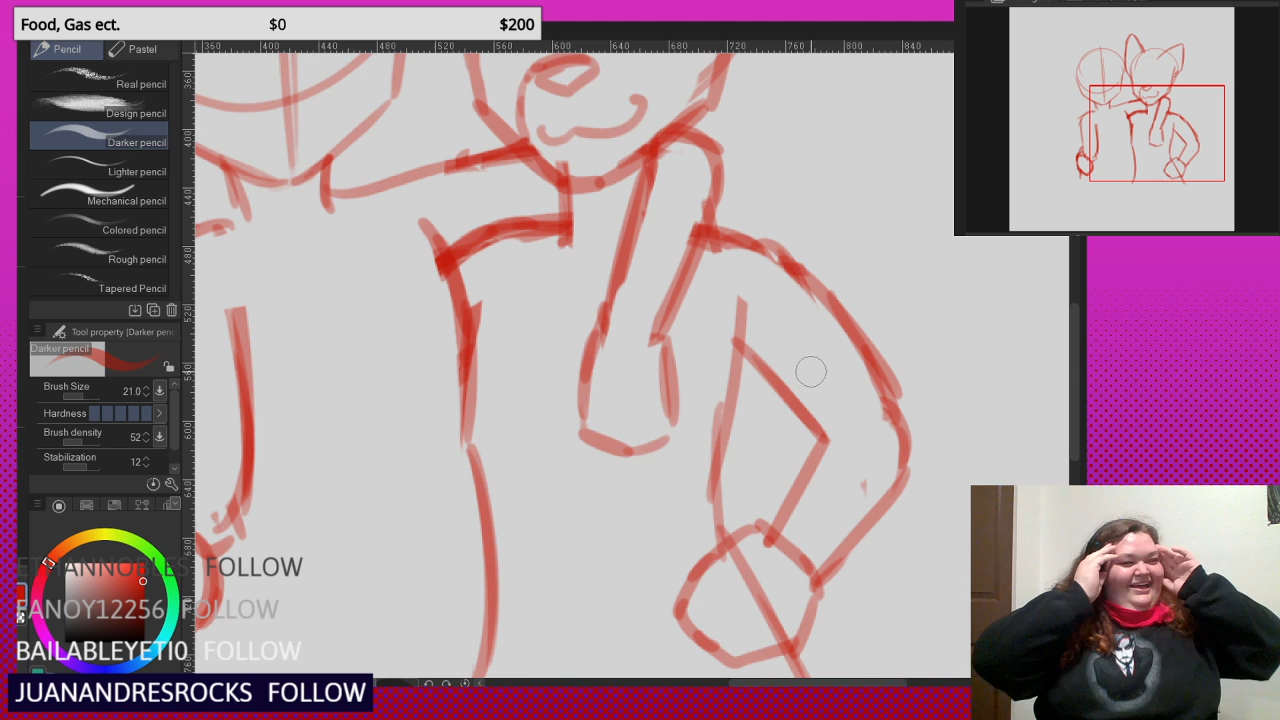 Food, Gas ect. $0 $200
Pencil Pastel
360 400 440 480 520 560 600 640 680 720 760 800 840
Real pencil
Design pencil
Darker pencil
Lighter pencil
Mechanical pencil
Colored pencil
Rough pencil
Tapered Pencil
Tool property [Darker penc
Darker pencil
Brush Size 21.0
Hardness
Brush density 52
Stabilization 12
ETHANNOBLES FOLLOW
FANOY12256 FOLLOW
BAILABLEYETI0 FOLLOW
JUANANDRESROCKS FOLLOW